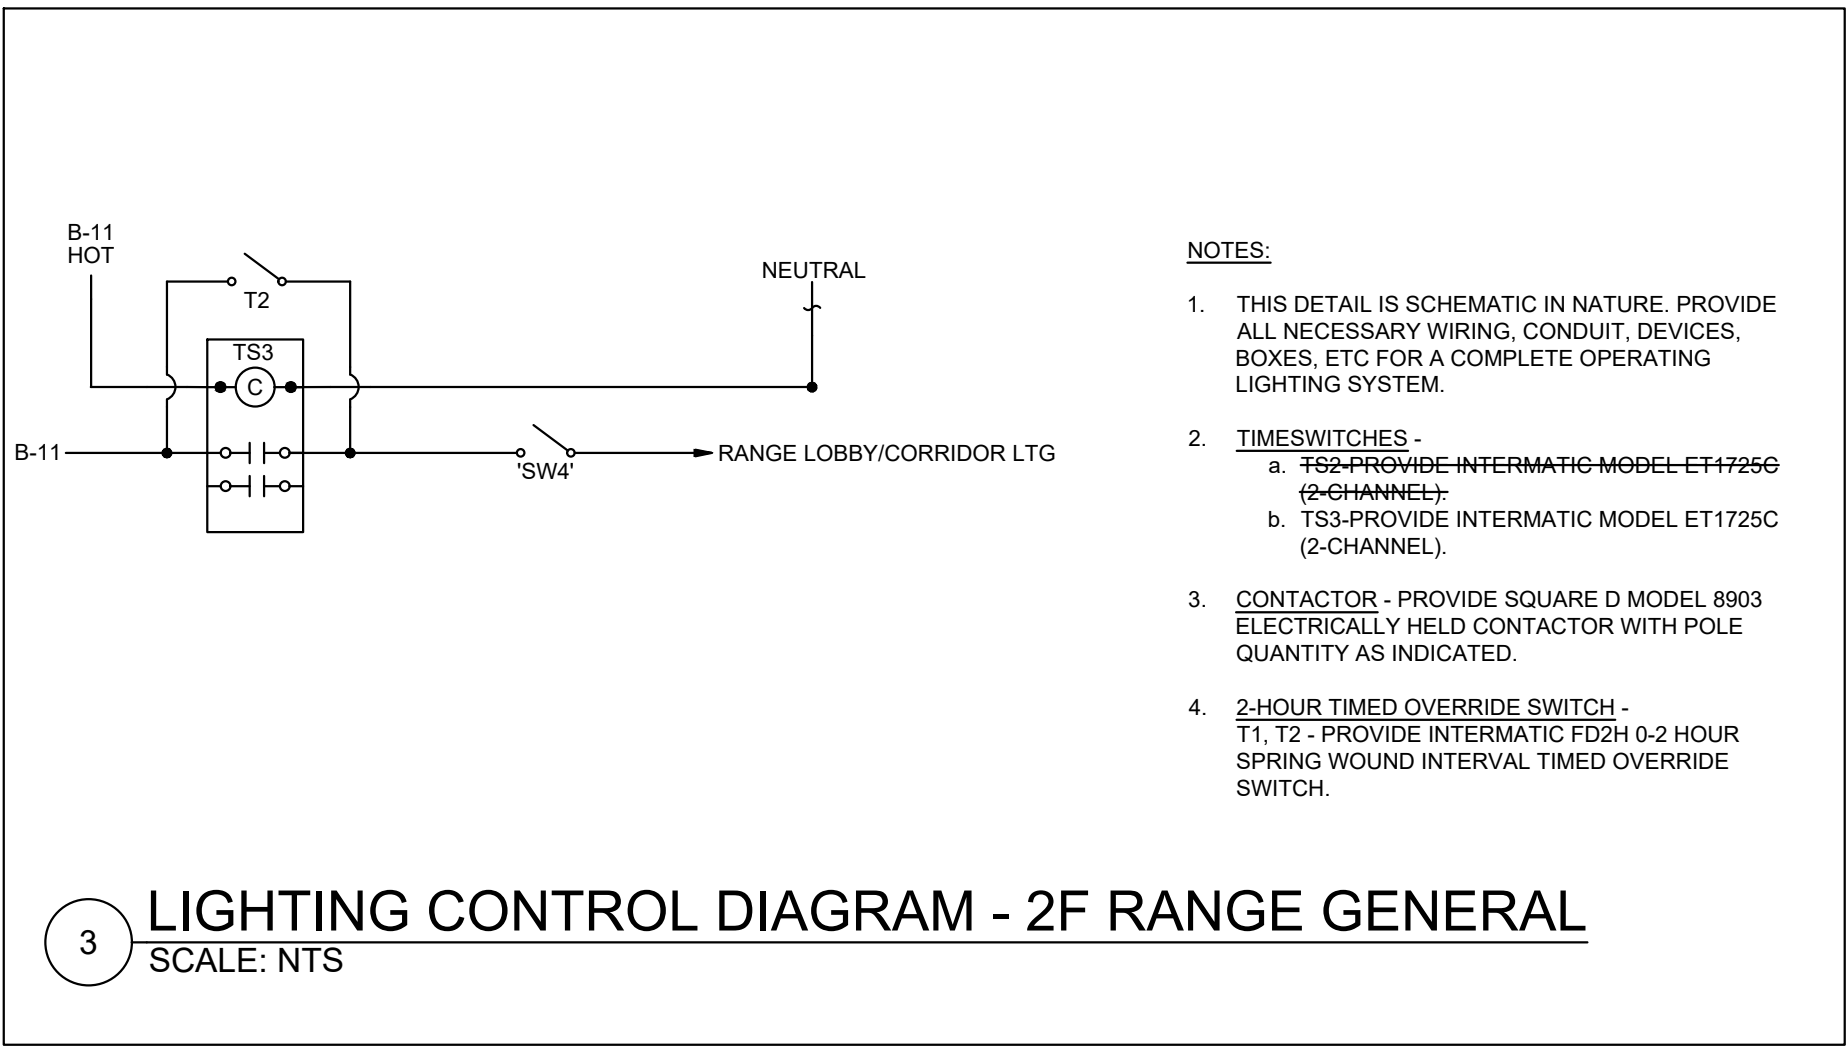 B-11
HOT
T2
NEUTRAL
TS3
C
B-11
'SW4'
RANGE LOBBY/CORRIDOR LTG
NOTES:
1. THIS DETAIL IS SCHEMATIC IN NATURE. PROVIDE
ALL NECESSARY WIRING, CONDUIT, DEVICES,
BOXES, ETC FOR A COMPLETE OPERATING
LIGHTING SYSTEM.
2. TIMESWITCHES -
a. TS2-PROVIDE INTERMATIC MODEL ET1725C
(2-CHANNEL).
b. TS3-PROVIDE INTERMATIC MODEL ET1725C
(2-CHANNEL).
3. CONTACTOR - PROVIDE SQUARE D MODEL 8903
ELECTRICALLY HELD CONTACTOR WITH POLE
QUANTITY AS INDICATED.
4. 2-HOUR TIMED OVERRIDE SWITCH -
T1, T2 - PROVIDE INTERMATIC FD2H 0-2 HOUR
SPRING WOUND INTERVAL TIMED OVERRIDE
SWITCH.
3
LIGHTING CONTROL DIAGRAM - 2F RANGE GENERAL
SCALE: NTS